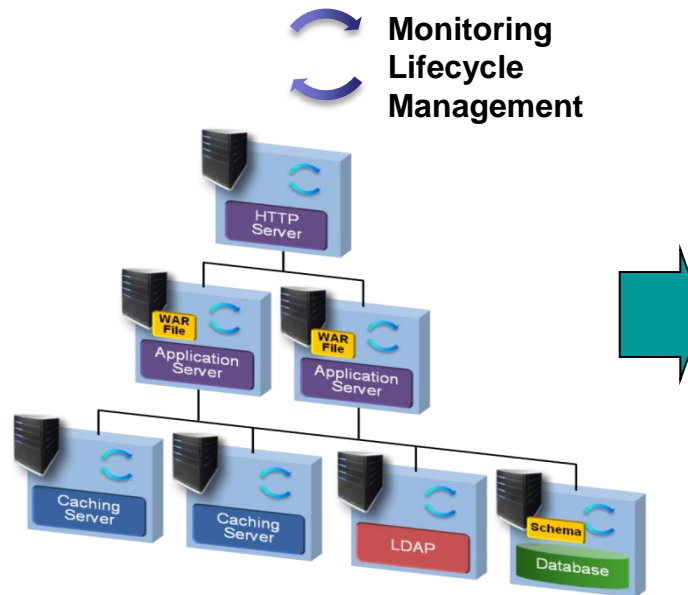 Monitoring
Lifecycle
Management
HTTP
Server
WAR
File
Application
Server
WAR
File
Application
Server
Caching
Server
Caching
Server
LDAP
Schema
Database